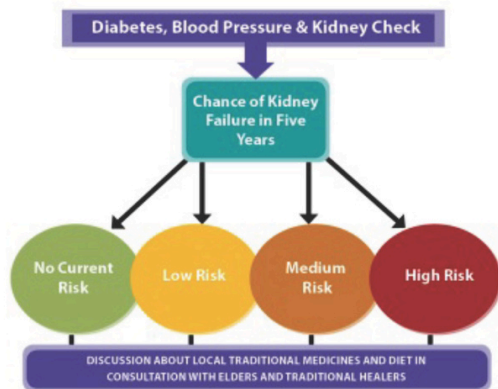 Diabetes, Blood Pressure & Kidney Check
Chance of Kidney
Failure in Five
Years
No Current
Risk
Low Risk
Medium
Risk
High Risk
DISCUSSION ABOUT LOCAL TRADITIONAL MEDICINES AND DIET IN
CONSULTATION WITH ELDERS AND TRADITIONAL HEALERS